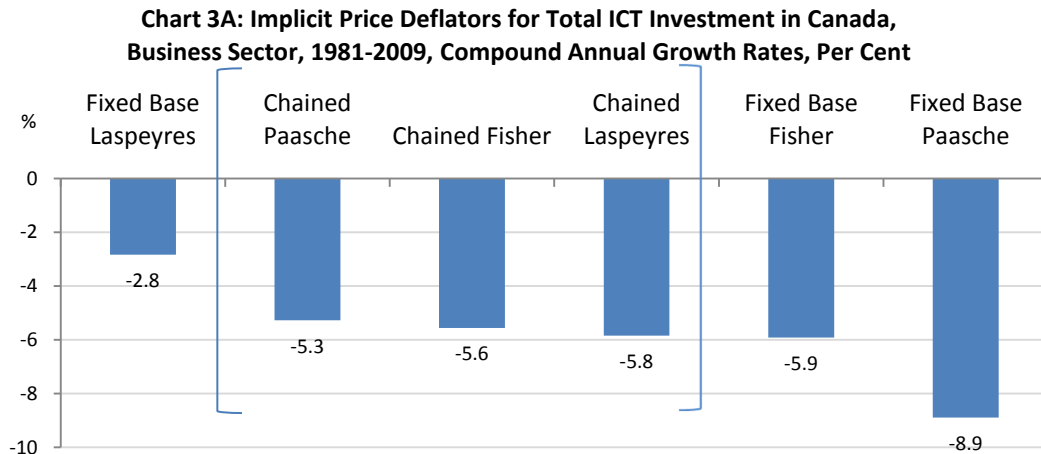 Chart 3A: Implicit Price Deflators for Total ICT Investment in Canada,
Business Sector, 1981-2009, Compound Annual Growth Rates, Per Cent
%
Fixed Base
Laspeyres
Chained
Paasche
Chained Fisher
Chained
Laspeyres
Fixed Base
Fisher
Fixed Base
Paasche
0
-2
-4
-6
-8
-10
-2.8
-5.3
-5.6
-5.8
-5.9
-8.9